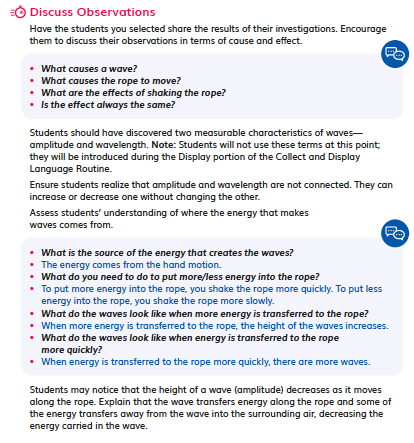 Discuss Observations
Have the students you selected share the results of their investigations. Encourage
them to discuss their observations in terms of cause and effect.
• What causes a wave?
• What causes the rope to move?
• What are the effects of shaking the rope?
• Is the effect always the same?
Students should have discovered two measurable characteristics of waves—
amplitude and wavelength. Note: Students will not use these terms at this point;
they will be introduced during the Display portion of the Collect and Display
Language Routine.
Ensure students realize that amplitude and wavelength are not connected. They can
increase or decrease one without changing the other.
Assess students' understanding of where the energy that makes
waves comes from.
• What is the source of the energy that creates the waves?
• The energy comes from the hand motion.
• What do you need to do to put more/less energy into the rope?
• To put more energy into the rope, you shake the rope more quickly. To put less
energy into the rope, you shake the rope more slowly.
• What do the waves look like when more energy is transferred to the rope?
• When more energy is transferred to the rope, the height of the waves increases.
• What do the waves look like when energy is transferred to the rope
more quickly?
• When energy is transferred to the rope more quickly, there are more waves.
Students may notice that the height of a wave (amplitude) decreases as it moves
along the rope. Explain that the wave transfers energy along the rope and some of
the energy transfers away from the wave into the surrounding air, decreasing the
energy carried in the wave.